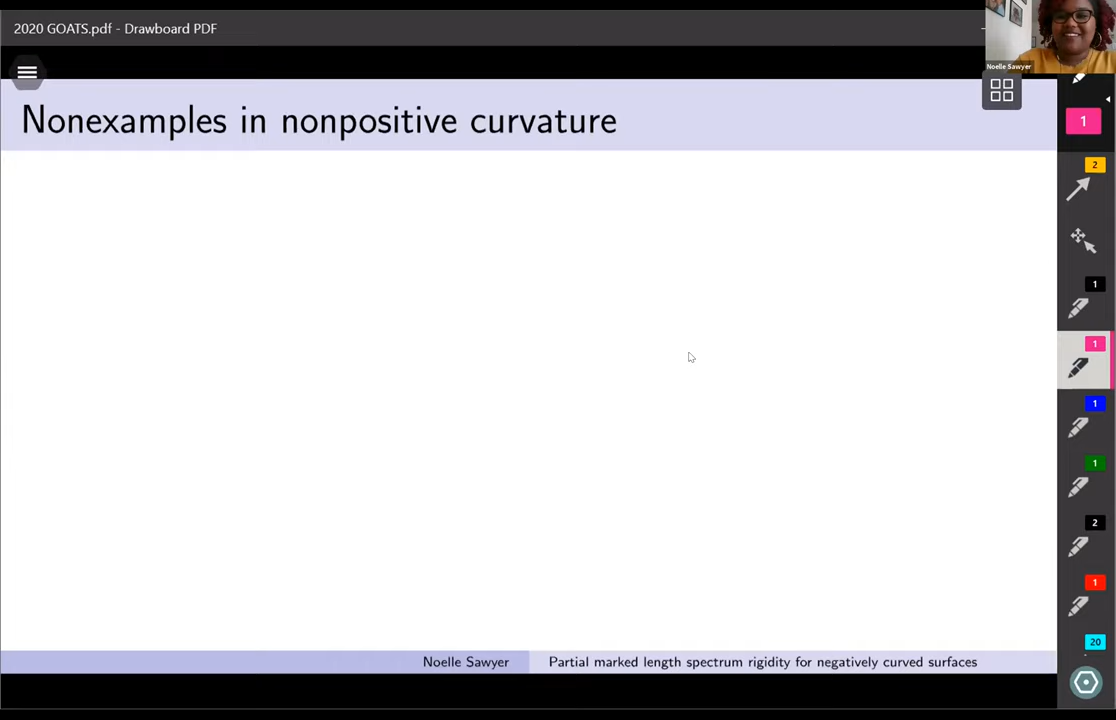 2020 GOATS.pdf - Drawboard PDF
Noelle Sawyer
Nonexamples in nonpositive curvature
1
2
1
1
1
1
2
1
20
Noelle Sawyer
Partial marked length spectrum rigidity for negatively curved surfaces